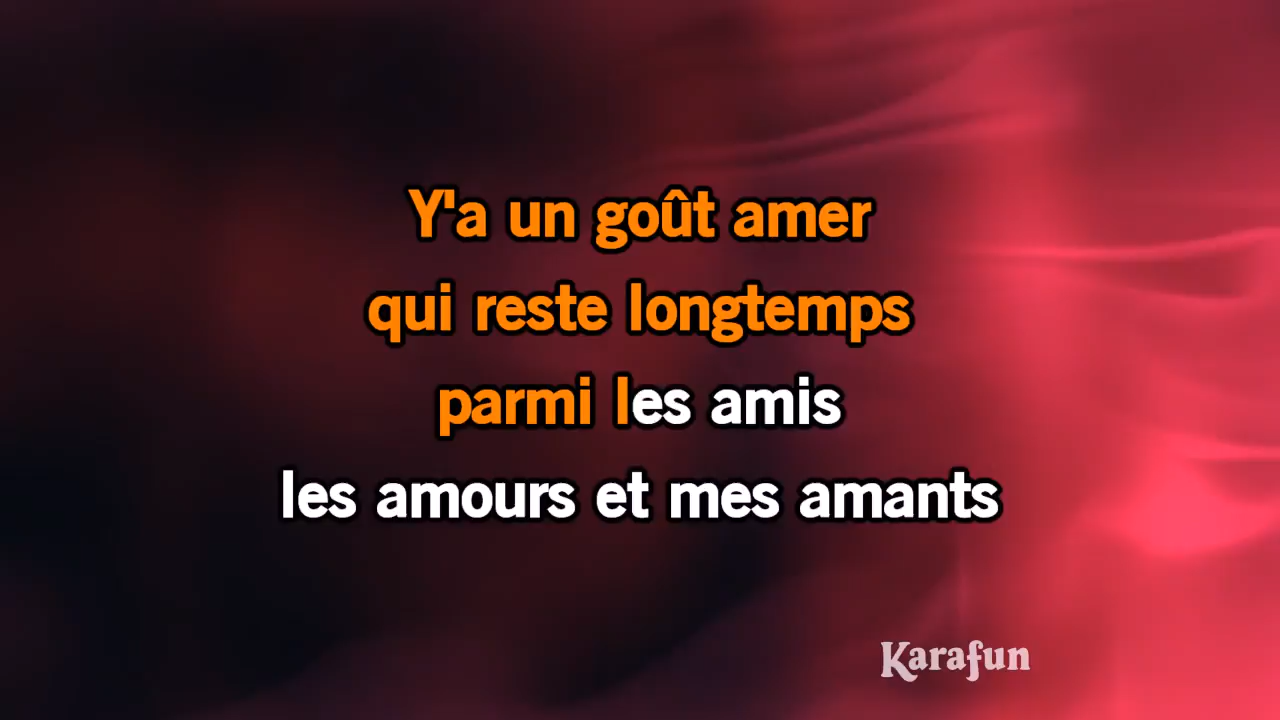 Y'a un goût amer
qui reste longtemps
parmi les amis
les amours et mes amants
Karafun